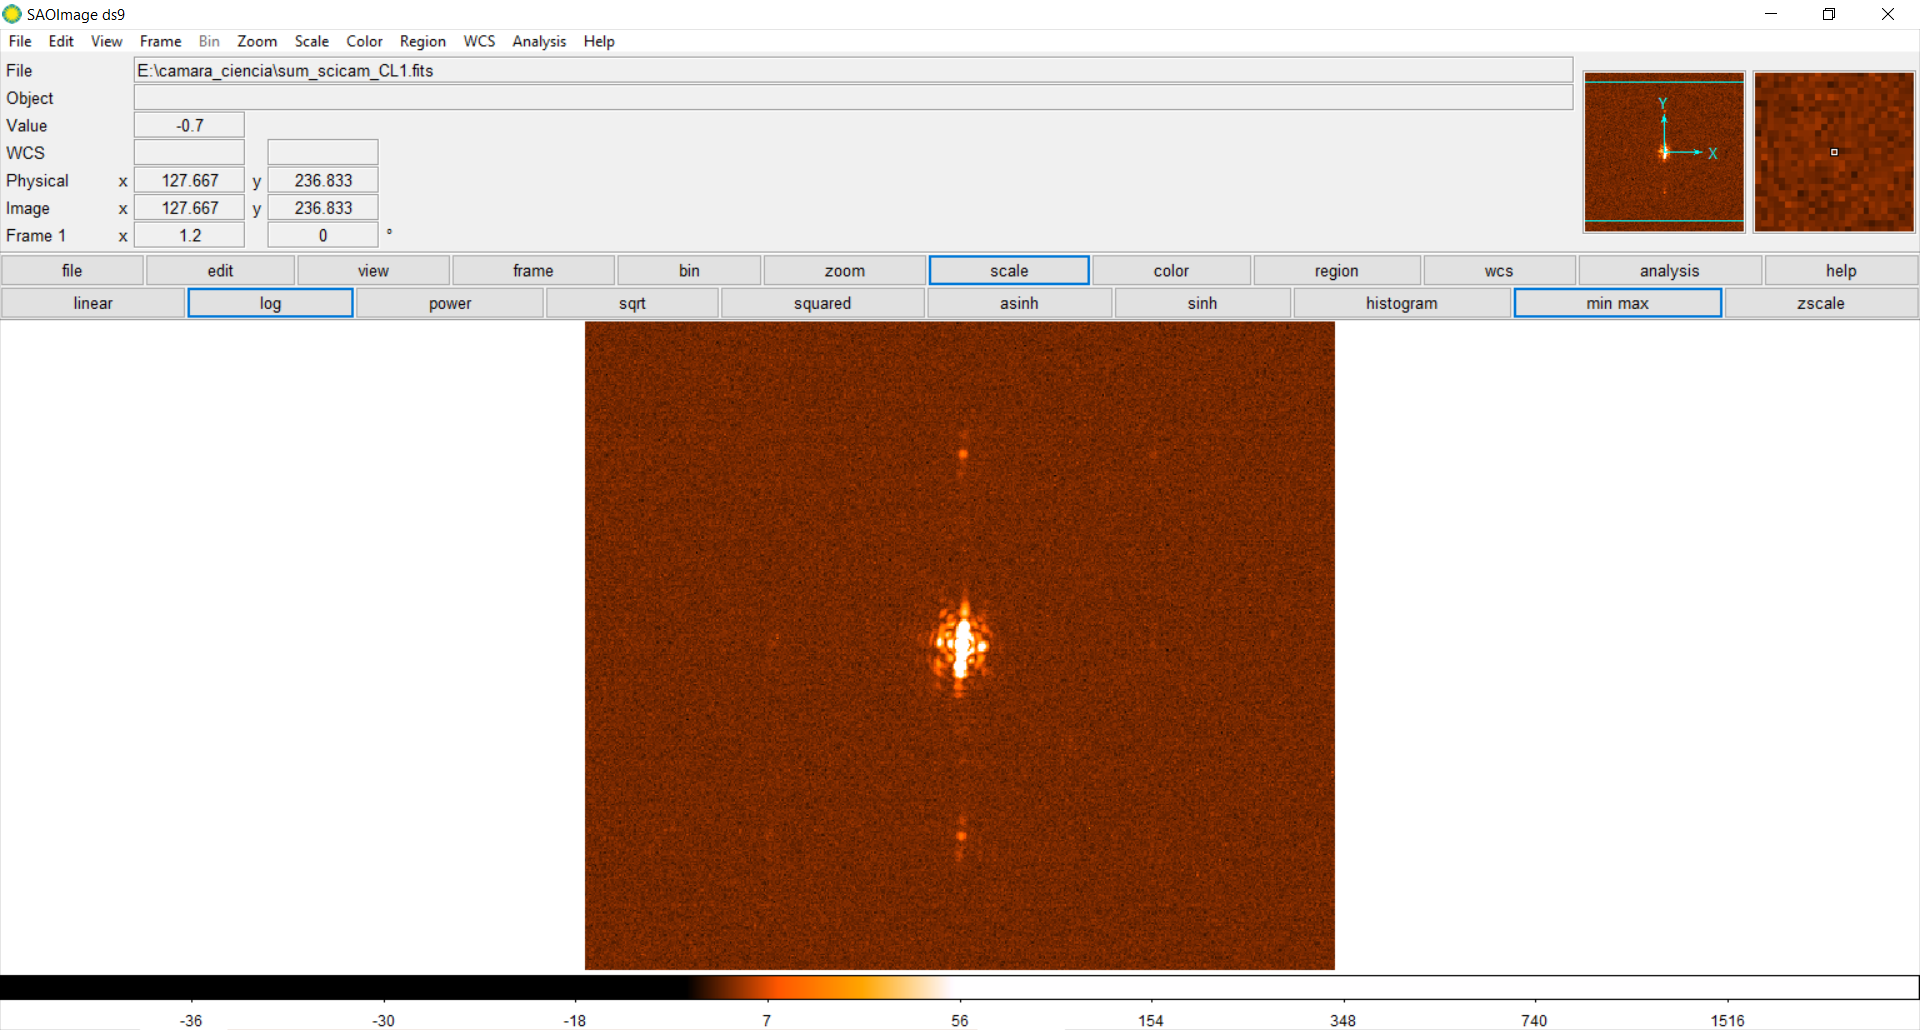 SAOImage ds9
File Edit View Frame Bin Zoom Scale Color Region WCS Analysis Help
File E:\camara_ciencia\sum_scicam_CL1.fits
Object
Value -0.7
WCS
Physical x 127.667 y 236.833
Image x 127.667 y 236.833
Frame 1 x 1.2 0 °
Y
X
file edit view frame bin zoom scale color region wcs analysis help
linear log power sqrt squared asinh sinh histogram min max zscale
-36 -30 -18 7 56 154 348 740 1516